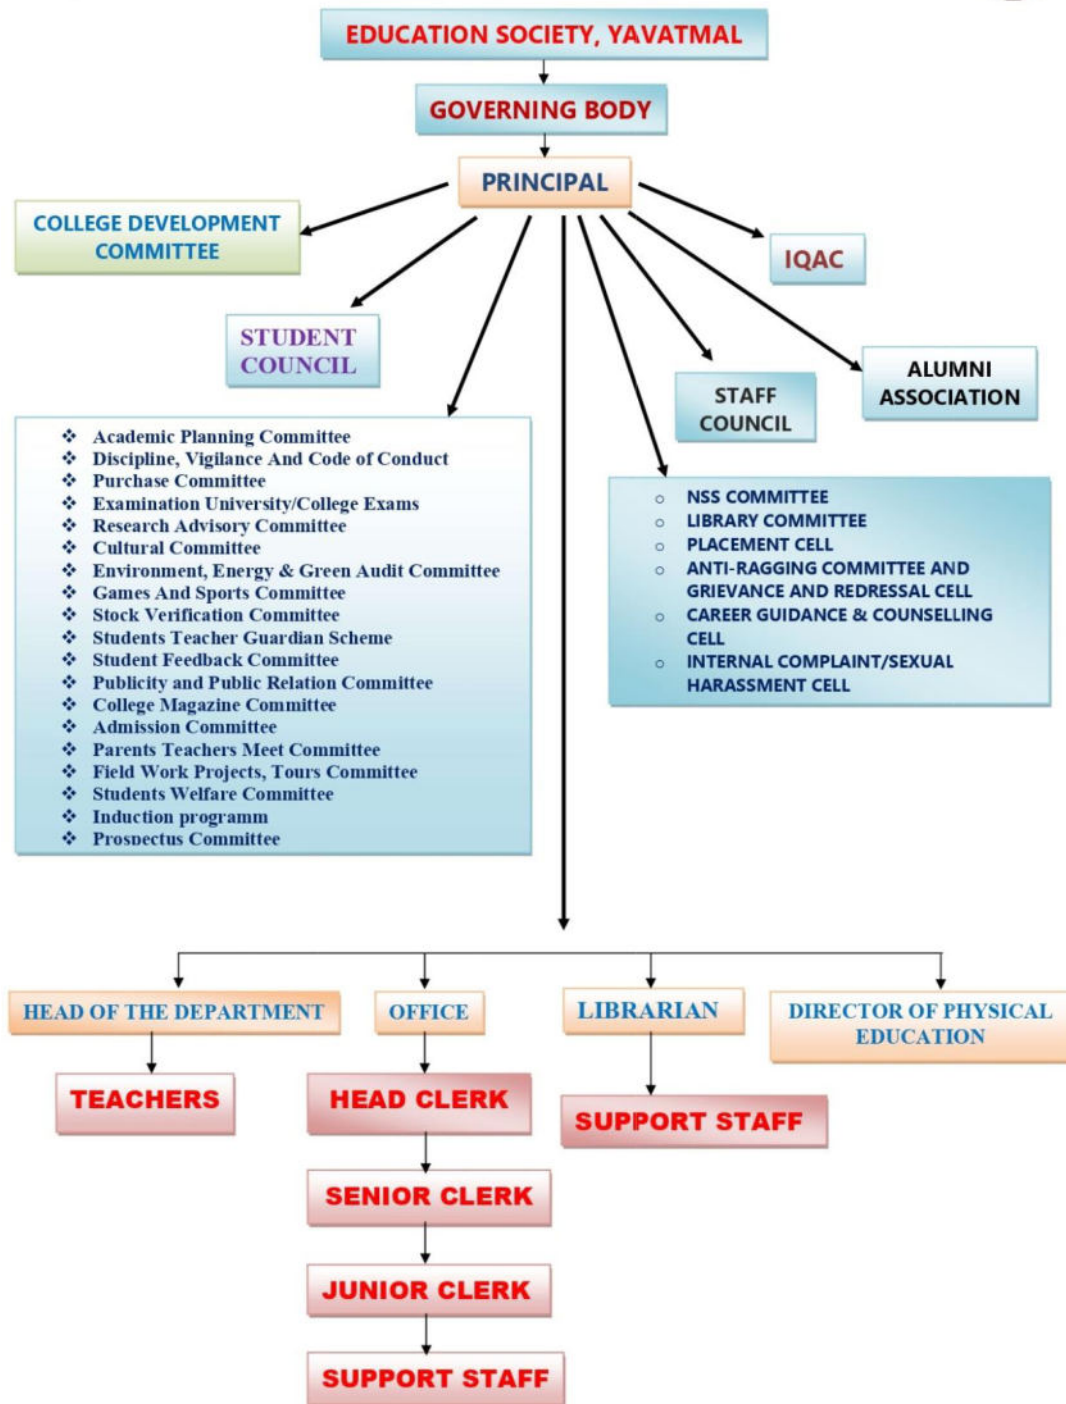 EDUCATION SOCIETY, YAVATMAL
GOVERNING BODY
PRINCIPAL
COLLEGE DEVELOPMENT
COMMITTEE
IQAC
STUDENT
COUNCIL
ALUMNI
ASSOCIATION
STAFF
COUNCIL
❖ Academic Planning Committee
❖ Discipline, Vigilance And Code of Conduct
❖ Purchase Committee
❖ Examination University/College Exams
❖ Research Advisory Committee
❖ Cultural Committee
❖ Environment, Energy & Green Audit Committee
❖ Games And Sports Committee
❖ Stock Verification Committee
❖ Students Teacher Guardian Scheme
❖ Student Feedback Committee
❖ Publicity and Public Relation Committee
❖ College Magazine Committee
❖ Admission Committee
❖ Parents Teachers Meet Committee
❖ Field Work Projects, Tours Committee
❖ Students Welfare Committee
❖ Induction programm
❖ Prospectus Committee
○ NSS COMMITTEE
○ LIBRARY COMMITTEE
○ PLACEMENT CELL
○ ANTI-RAGGING COMMITTEE AND
GRIEVANCE AND REDRESSAL CELL
○ CAREER GUIDANCE & COUNSELLING
CELL
○ INTERNAL COMPLAINT/SEXUAL
HARASSMENT CELL
HEAD OF THE DEPARTMENT
OFFICE
LIBRARIAN
DIRECTOR OF PHYSICAL
EDUCATION
TEACHERS
HEAD CLERK
SUPPORT STAFF
SENIOR CLERK
JUNIOR CLERK
SUPPORT STAFF